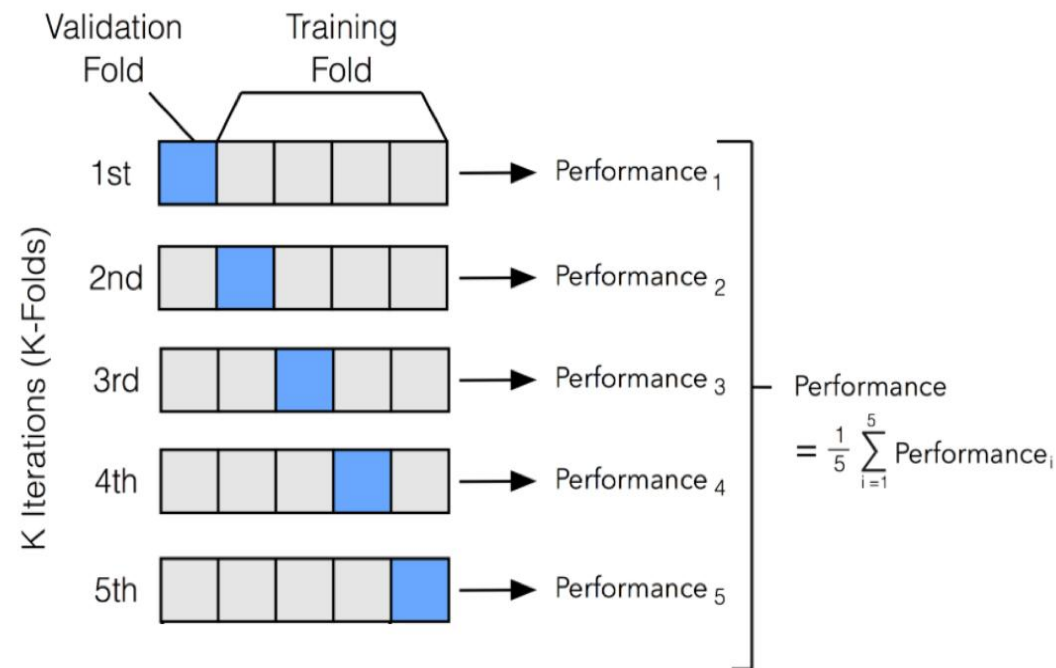 Validation
Fold
Training
Fold
K Iterations (K-Folds)
1st
Performance 1
2nd
Performance 2
3rd
Performance 3
4th
Performance 4
5th
Performance 5
Performance
= 1/5 5∑i=1 Performance i